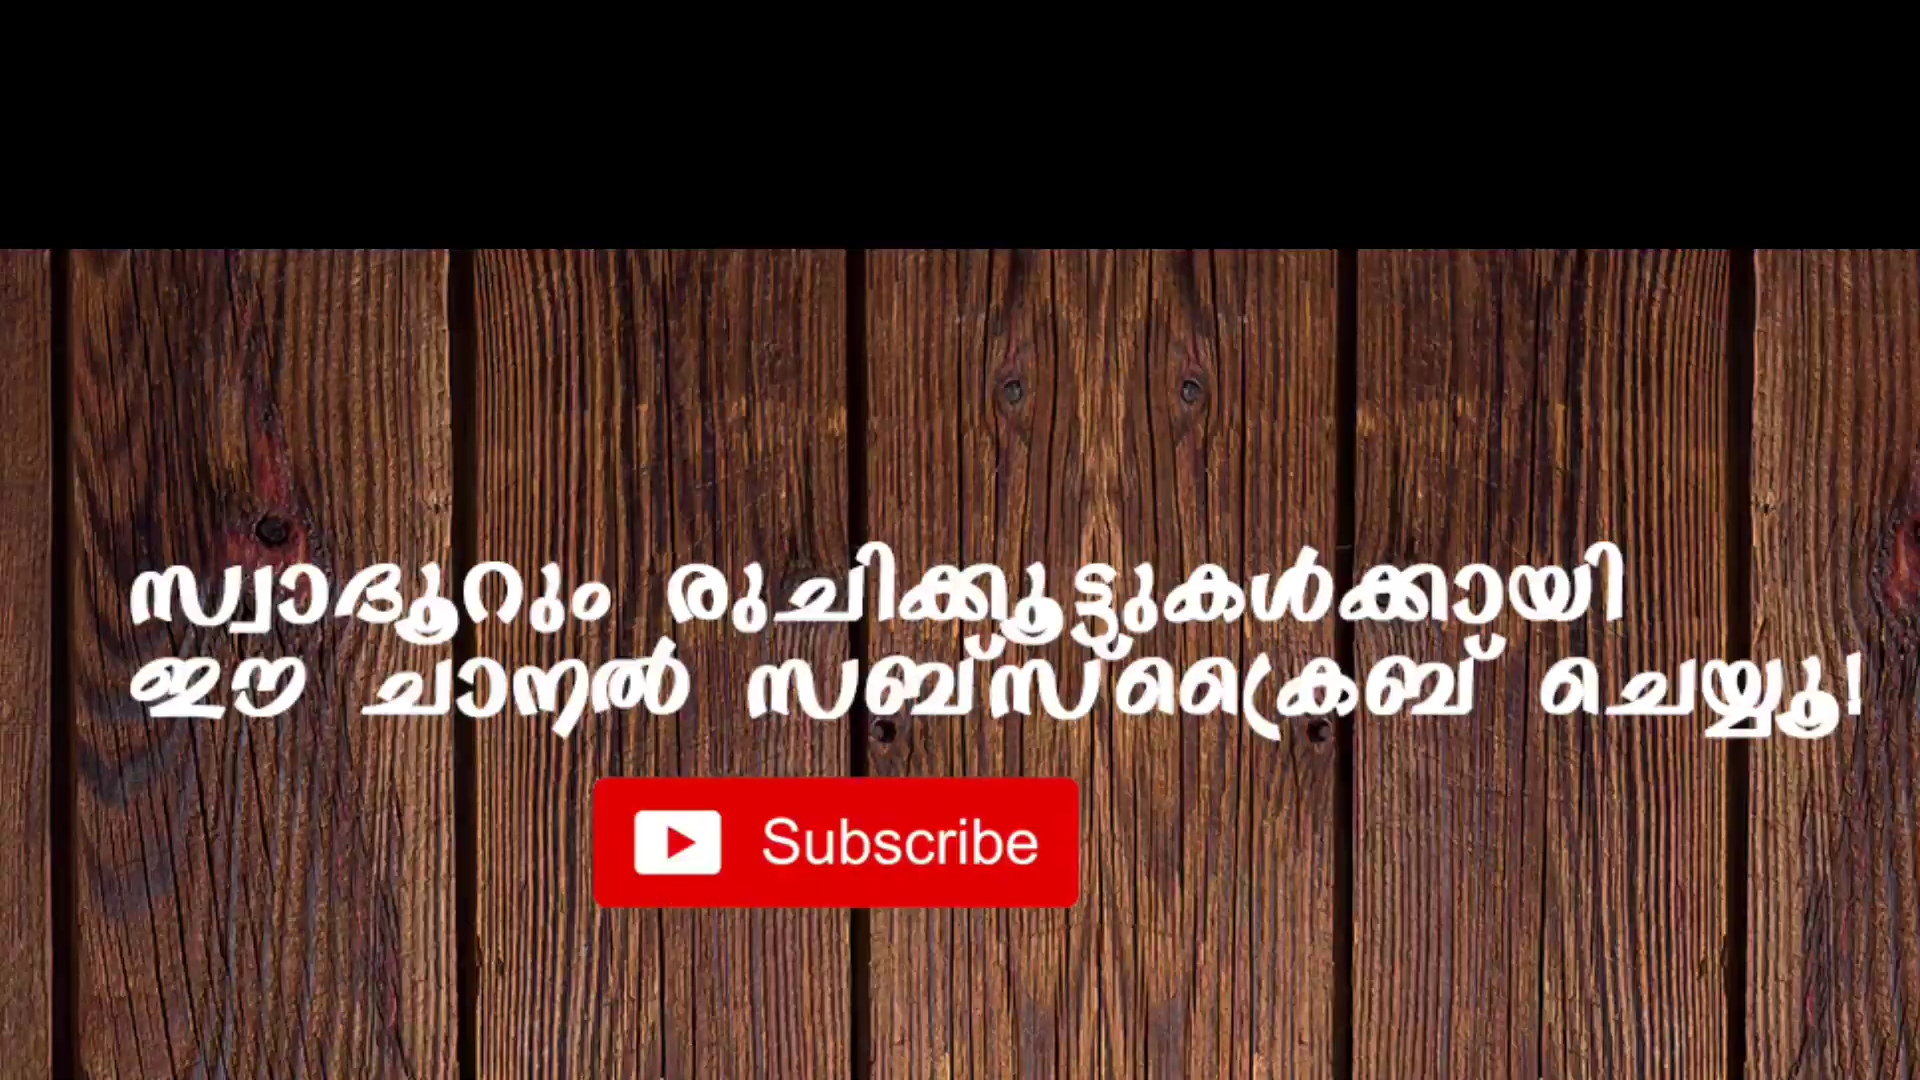 സ്വാദൂറും രുചിക്കൂട്ടുകൾക്കായി
ഈ ചാനൽ സബ്സ്ക്രൈബ് ചെയ്യൂ!
Subscribe